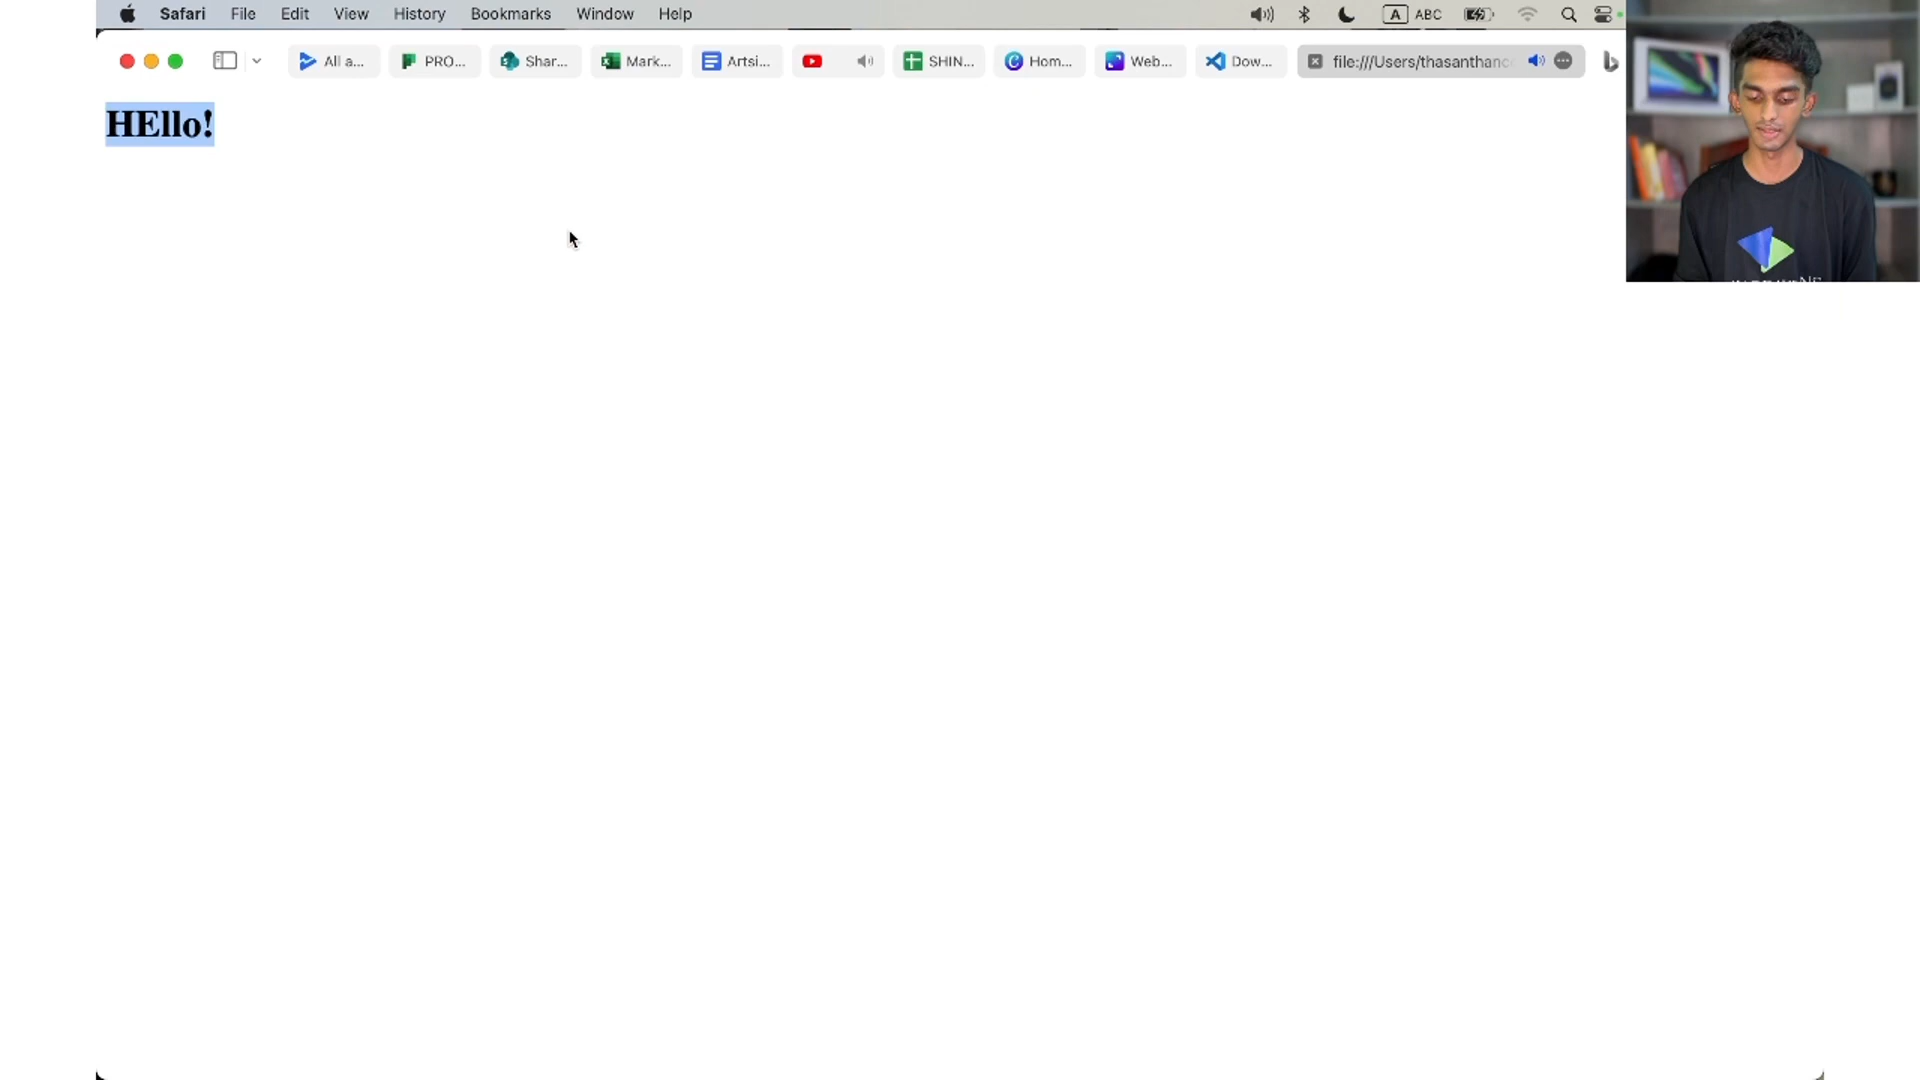 Safari File Edit View History Bookmarks Window Help A ABC
All a... PRO... Shar... Mark... Artsi... SHIN... Hom... Web... Dow... file:///Users/thasanthan
HEllo!